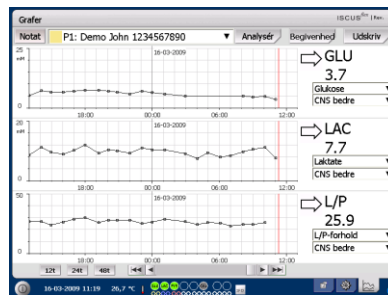 Grafer
ISCUSflex
Notat P1: Demo John 1234567890 ▼ Analysér Begivenhed Udskriv
25 16-03-2009
mM
GLU
3.7
Glukose
CNS bedre
0
18:00 00:00 06:00 12:00
20 16-03-2009
mM
LAC
7.7
Laktate
CNS bedre
0
18:00 00:00 06:00 12:00
50 16-03-2009
L/P
25.9
L/P-forhold
CNS bedre
0
18:00 00:00 06:00 12:00
12t 24t 48t
16-03-2009 11:19 26,7 °C